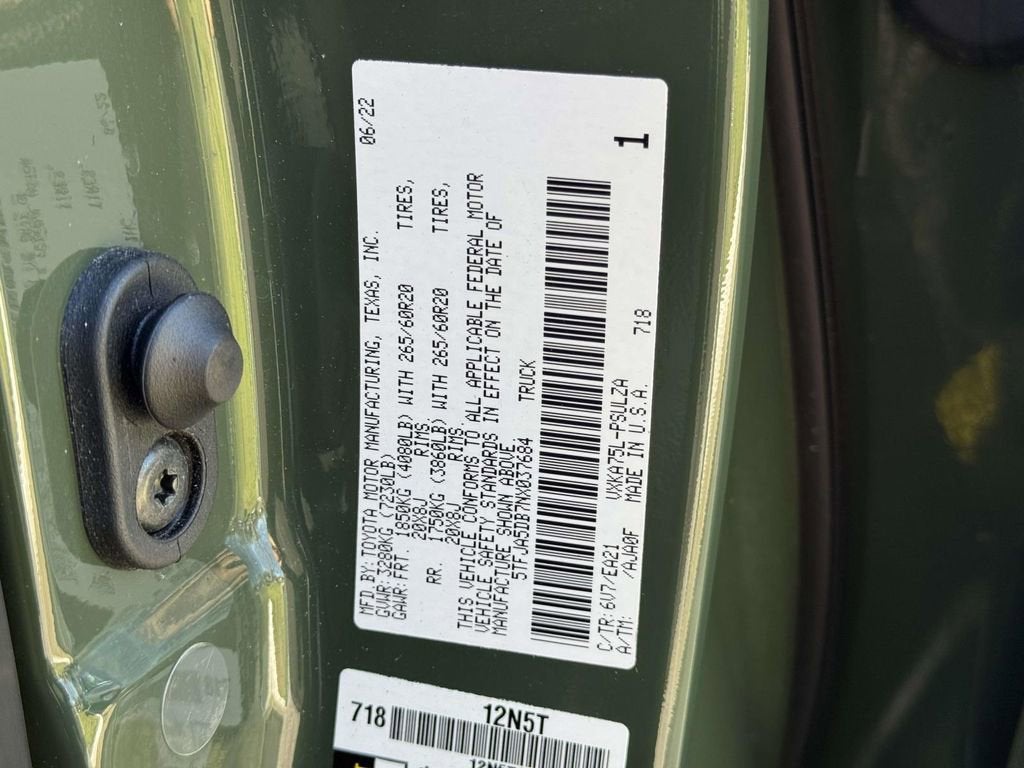 MFD.BY:TOYOTA MOTOR MANUFACTURING, TEXAS, INC. 06/22
GVWR:3280KG (7230LB)
GAWR:FRT. 1850KG (4080LB) WITH 265/60R20 TIRES,
20X8J RIMS
RR. 1750KG (3860LB) WITH 265/60R20 TIRES,
20X8J RIMS
THIS VEHICLE CONFORMS TO ALL APPLICABLE FEDERAL MOTOR
VEHICLE SAFETY STANDARDS IN EFFECT ON THE DATE OF
MANUFACTURE SHOWN ABOVE.
5TFJA5DB7NX037684 TRUCK
C/TR:6V7/EA21 VXKA75L-PSULZA 718 1
A/TM: /AJA0F MADE IN U.S.A.
718 12N5T